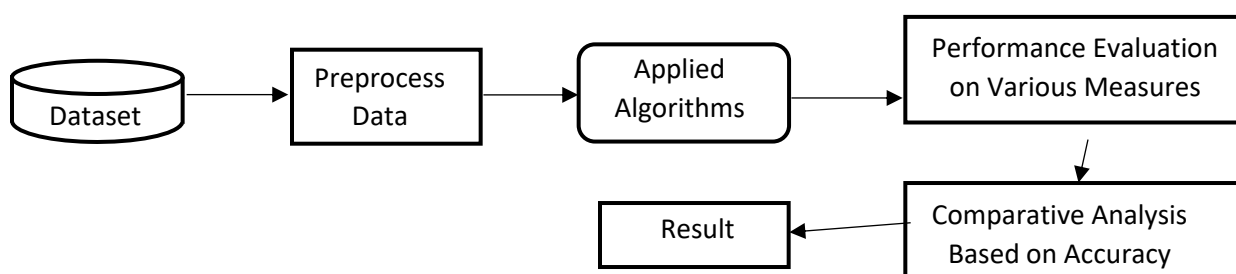 Dataset
Preprocess
Data
Applied
Algorithms
Performance Evaluation
on Various Measures
Comparative Analysis
Based on Accuracy
Result